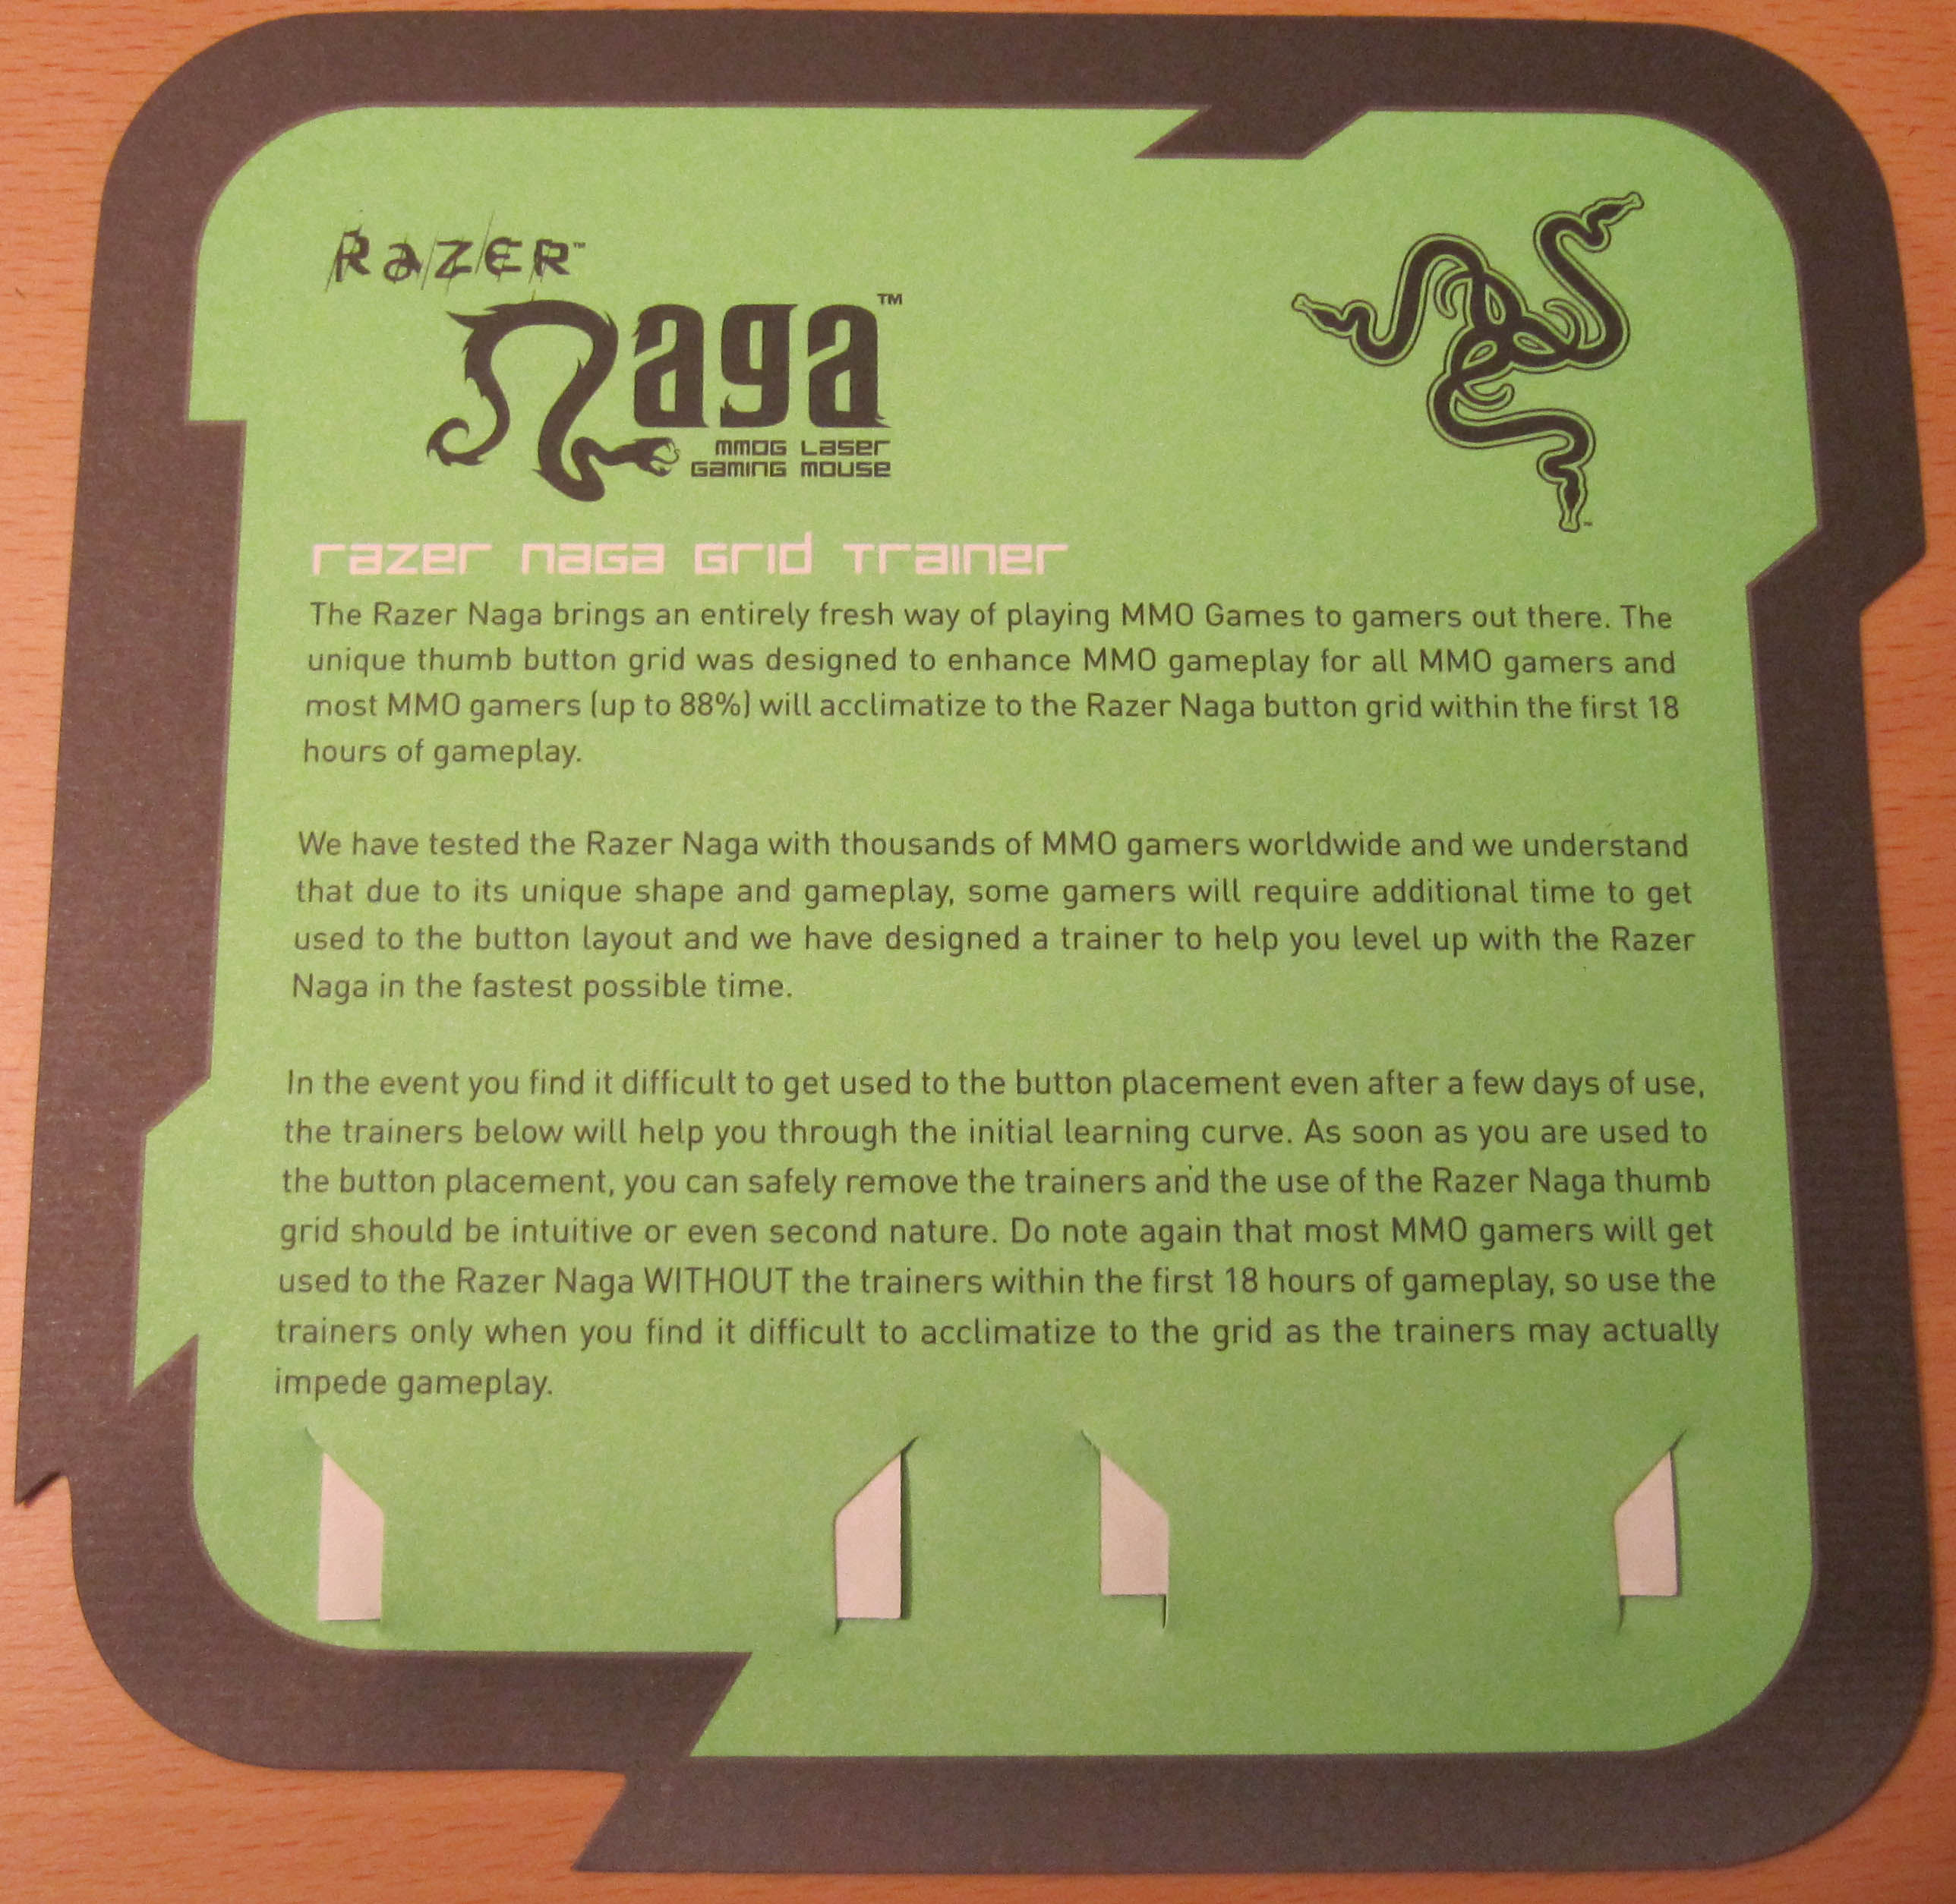 RaZER™
Naga™
MMOG Laser
Gaming Mouse
razer naga Grid Trainer
The Razer Naga brings an entirely fresh way of playing MMO Games to gamers out there. The
unique thumb button grid was designed to enhance MMO gameplay for all MMO gamers and
most MMO gamers (up to 88%) will acclimatize to the Razer Naga button grid within the first 18
hours of gameplay.
We have tested the Razer Naga with thousands of MMO gamers worldwide and we understand
that due to its unique shape and gameplay, some gamers will require additional time to get
used to the button layout and we have designed a trainer to help you level up with the Razer
Naga in the fastest possible time.
In the event you find it difficult to get used to the button placement even after a few days of use,
the trainers below will help you through the initial learning curve. As soon as you are used to
the button placement, you can safely remove the trainers and the use of the Razer Naga thumb
grid should be intuitive or even second nature. Do note again that most MMO gamers will get
used to the Razer Naga WITHOUT the trainers within the first 18 hours of gameplay, so use the
trainers only when you find it difficult to acclimatize to the grid as the trainers may actually
impede gameplay.